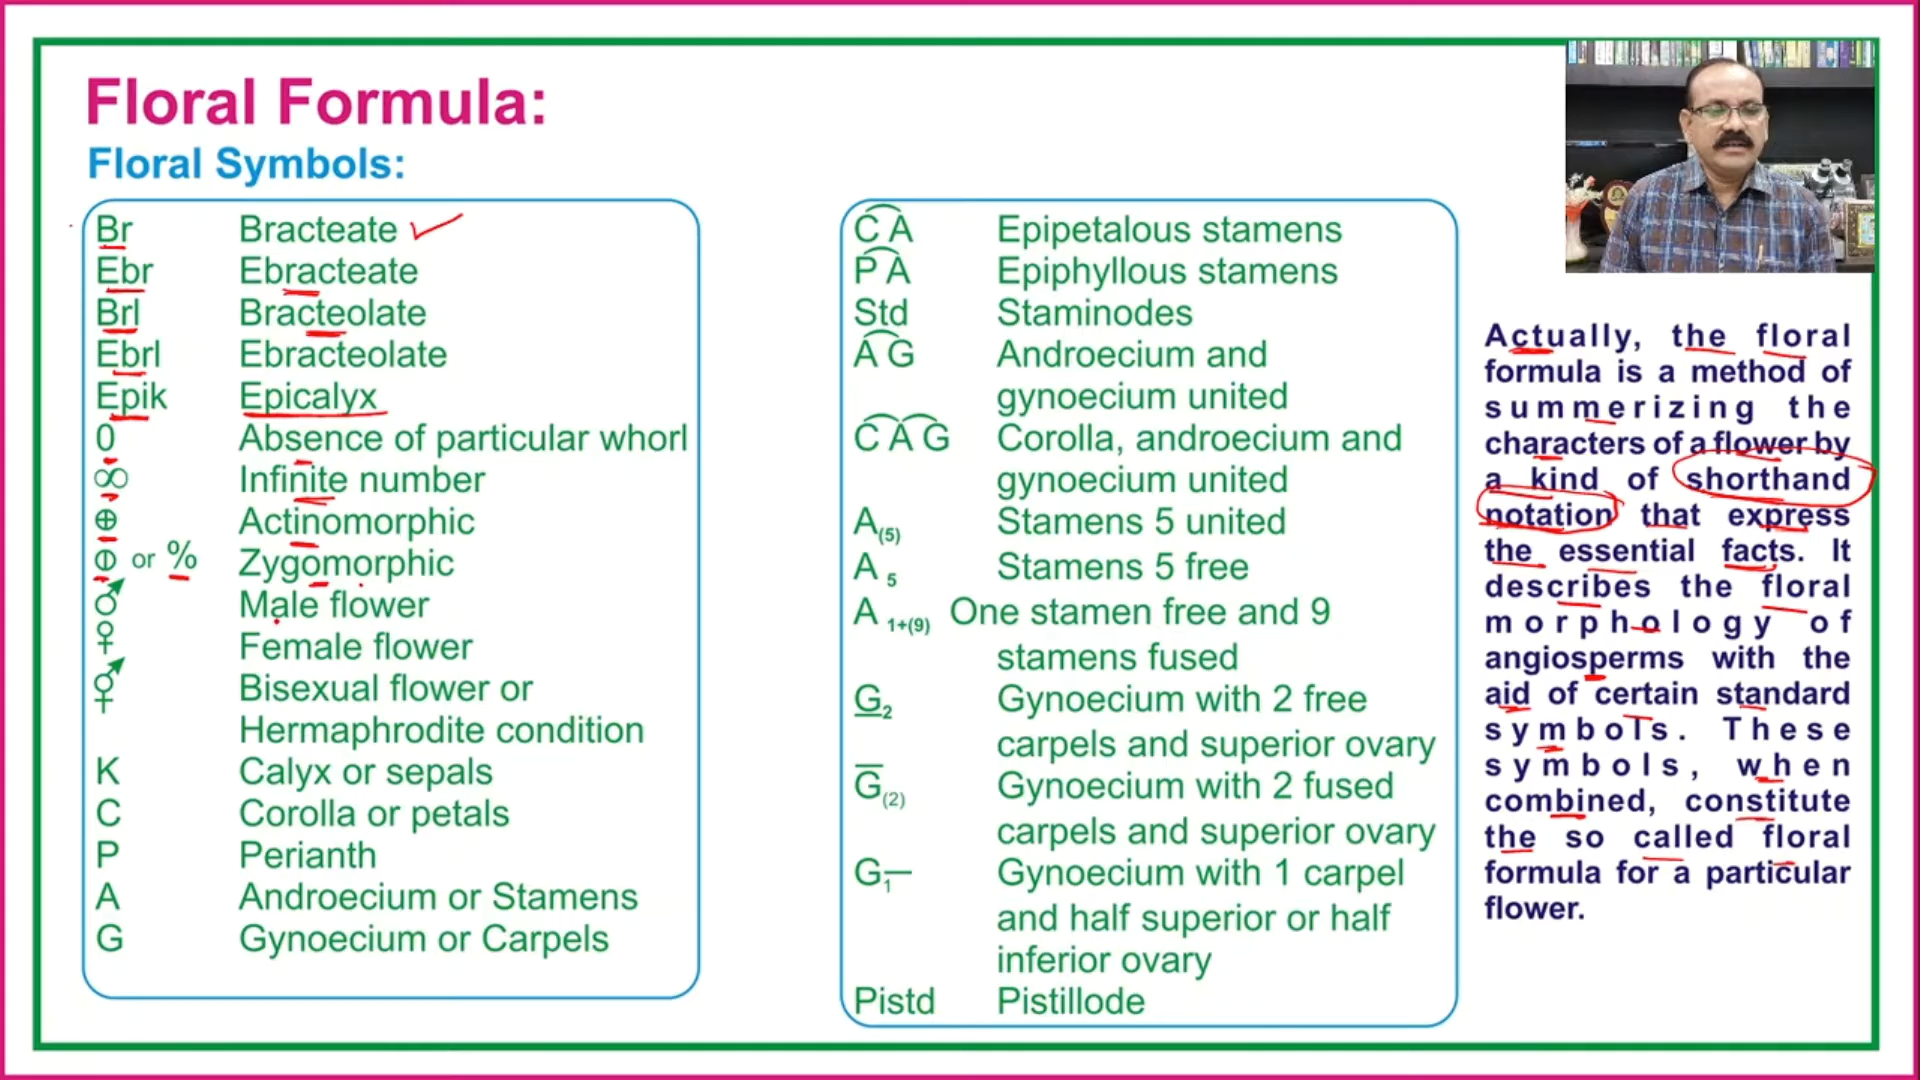 Floral Formula:
Floral Symbols:
Br Bracteate
Ebr Ebracteate
Brl Bracteolate
Ebrl Ebracteolate
Epik Epicalyx
0 Absence of particular whorl
∞ Infinite number
⊕ Actinomorphic
⦶ or % Zygomorphic
♂ Male flower
♀ Female flower
⚥ Bisexual flower or
Hermaphrodite condition
K Calyx or sepals
C Corolla or petals
P Perianth
A Androecium or Stamens
G Gynoecium or Carpels
C A Epipetalous stamens
P A Epiphyllous stamens
Std Staminodes
A G Androecium and
gynoecium united
C A G Corolla, androecium and
gynoecium united
A(5) Stamens 5 united
A 5 Stamens 5 free
A 1+(9) One stamen free and 9
stamens fused
G2 Gynoecium with 2 free
carpels and superior ovary
G(2) Gynoecium with 2 fused
carpels and superior ovary
G1— Gynoecium with 1 carpel
and half superior or half
inferior ovary
Pistd Pistillode
Actually, the floral
formula is a method of
summerizing the
characters of a flower by
a kind of shorthand
notation that express
the essential facts. It
describes the floral
morphology of
angiosperms with the
aid of certain standard
symbols. These
symbols, when
combined, constitute
the so called floral
formula for a particular
flower.